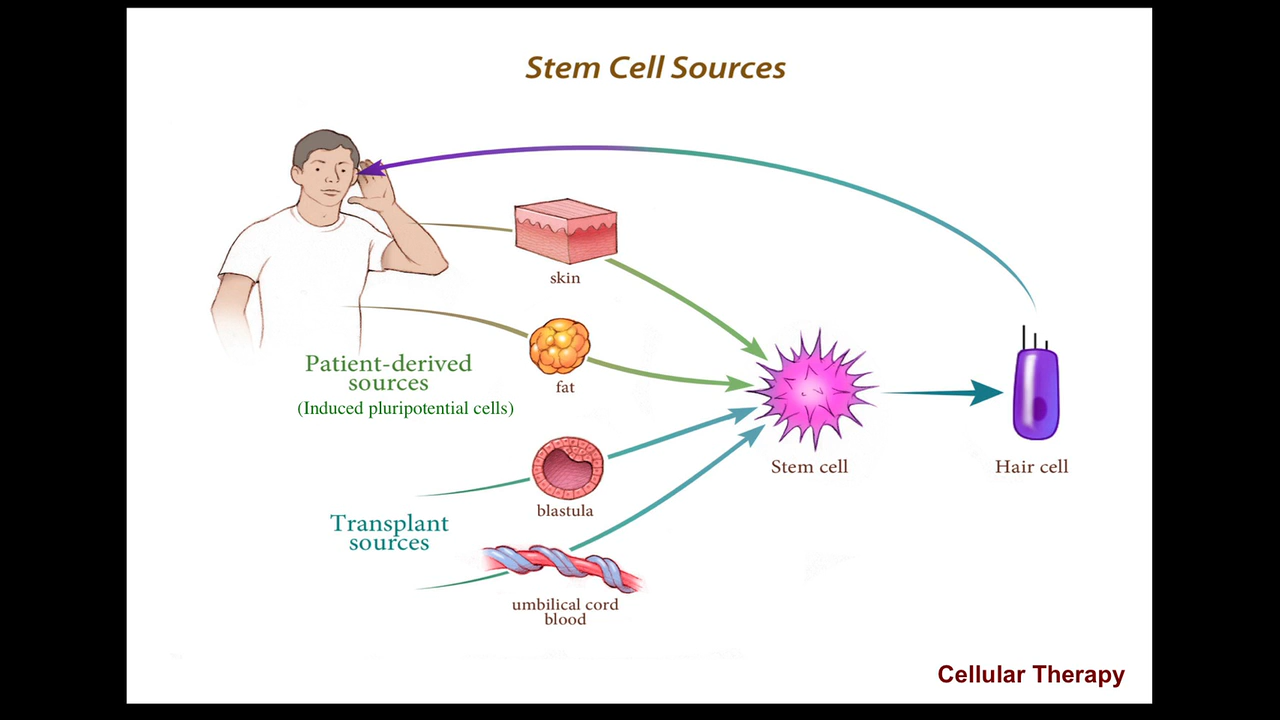 Stem Cell Sources
skin
Patient-derived
sources
(Induced pluripotential cells)
fat
Stem cell
Hair cell
blastula
Transplant
sources
umbilical cord
blood
Cellular Therapy